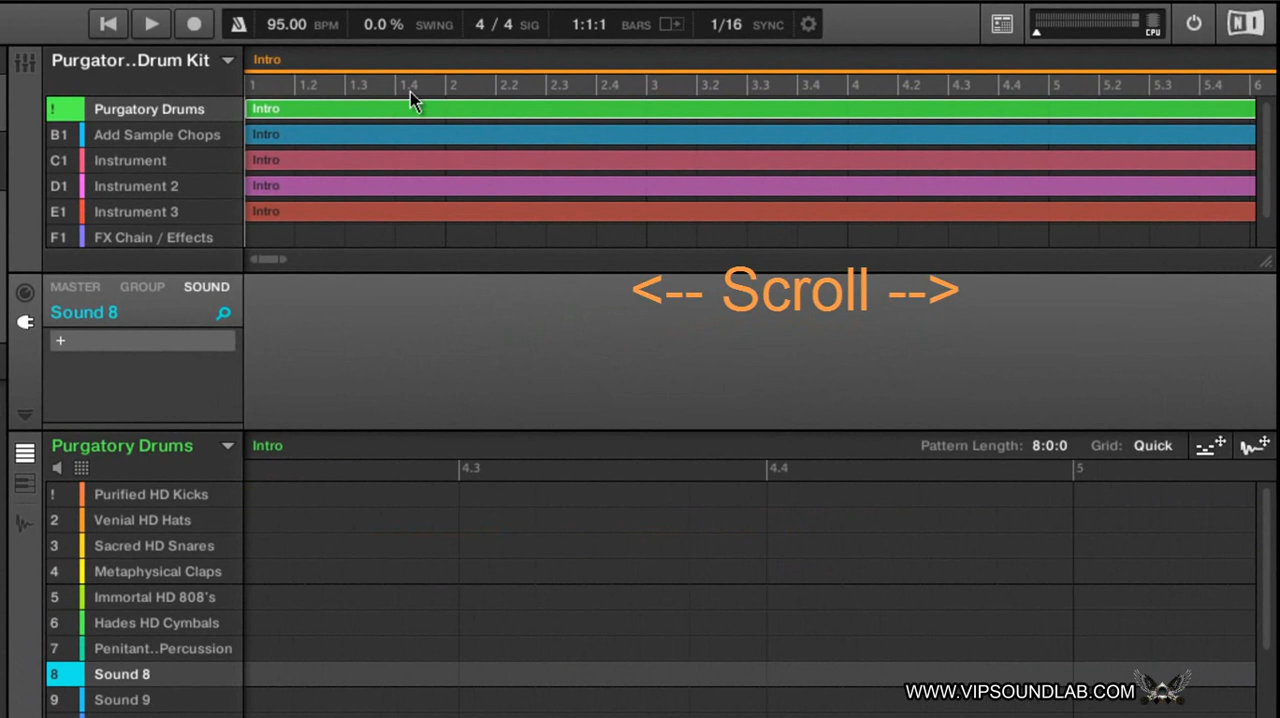 95.00 BPM 0.0 % SWING 4 / 4 SIG 1:1:1 BARS 1/16 SYNC CPU NI
Purgator..Drum Kit Intro
1 1.2 1.3 1.4 2 2.2 2.3 2.4 3 3.2 3.3 3.4 4 4.2 4.3 4.4 5 5.2 5.3 5.4 6
! Purgatory Drums Intro
B1 Add Sample Chops Intro
C1 Instrument Intro
D1 Instrument 2 Intro
E1 Instrument 3 Intro
F1 FX Chain / Effects
<-- Scroll -->
MASTER GROUP SOUND
Sound 8
+
Purgatory Drums Intro Pattern Length: 8:0:0 Grid: Quick
4.3 4.4 5
! Purified HD Kicks
2 Venial HD Hats
3 Sacred HD Snares
4 Metaphysical Claps
5 Immortal HD 808's
6 Hades HD Cymbals
7 Penitant..Percussion
8 Sound 8
9 Sound 9
WWW.VIPSOUNDLAB.COM